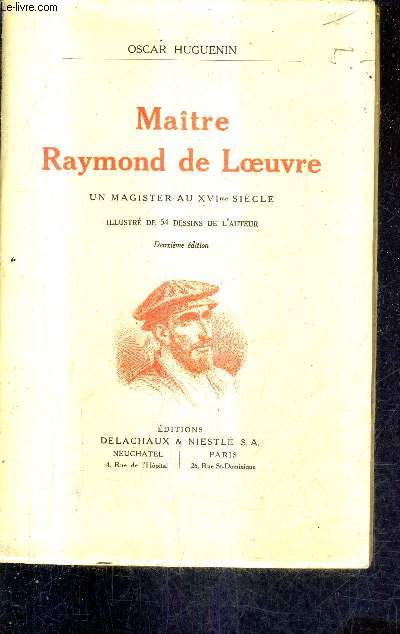 Le-livre.com
OSCAR HUGUENIN
Maître
Raymond de Lœuvre
UN MAGISTER AU XVIme SIÈCLE
ILLUSTRÉ DE 54 DESSINS DE L'AUTEUR
Deuxième édition
ÉDITIONS
DELACHAUX & NIESTLÉ S. A.
NEUCHATEL | PARIS
4, Rue de l'Hôpital | 26, Rue St-Dominique